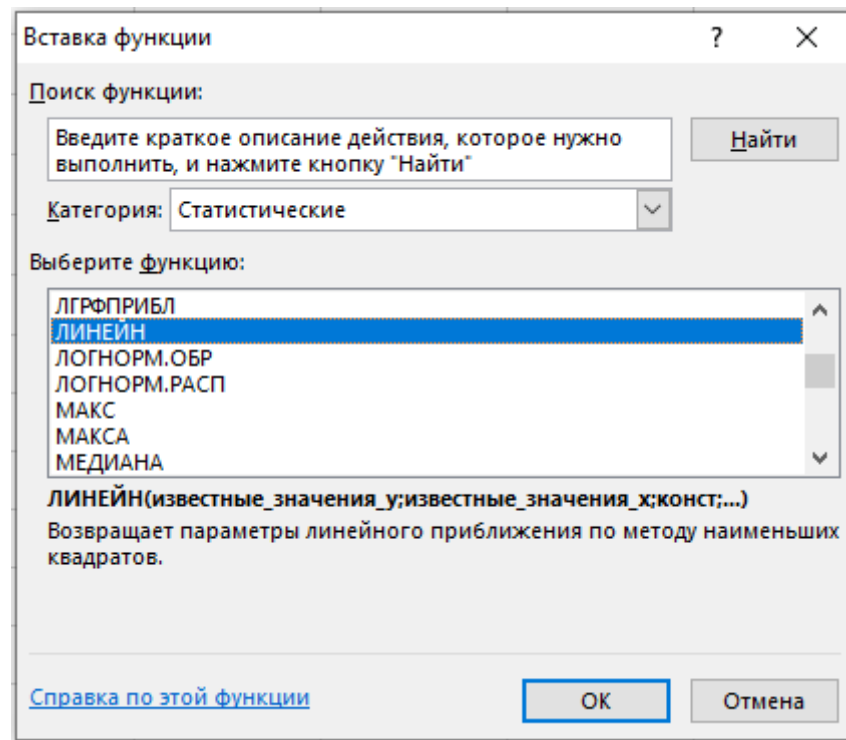 Вставка функции
Поиск функции:
Введите краткое описание действия, которое нужно
выполнить, и нажмите кнопку "Найти"
Найти
Категория: Статистические
Выберите функцию:
ЛГРФПРИБЛ
ЛИНЕЙН
ЛОГНОРМ.ОБР
ЛОГНОРМ.РАСП
МАКС
МАКСА
МЕДИАНА
ЛИНЕЙН(известные_значения_y;известные_значения_x;конст;...)
Возвращает параметры линейного приближения по методу наименьших
квадратов.
Справка по этой функции
ОК
Отмена